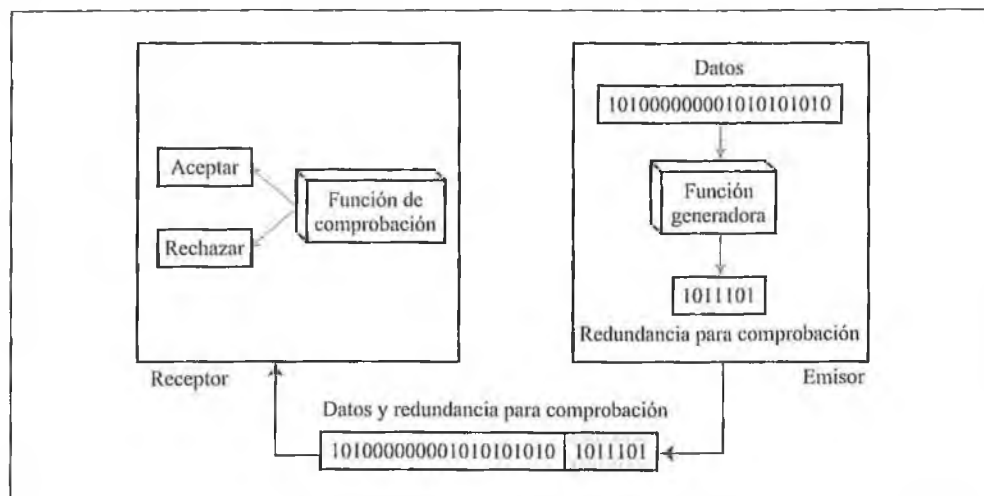 Datos
1010000000001010101010
Aceptar
Función de
comprobación
Rechazar
Función
generadora
1011101
Redundancia para comprobación
Receptor
Emisor
Datos y redundancia para comprobación
1010000000001010101010 1011101